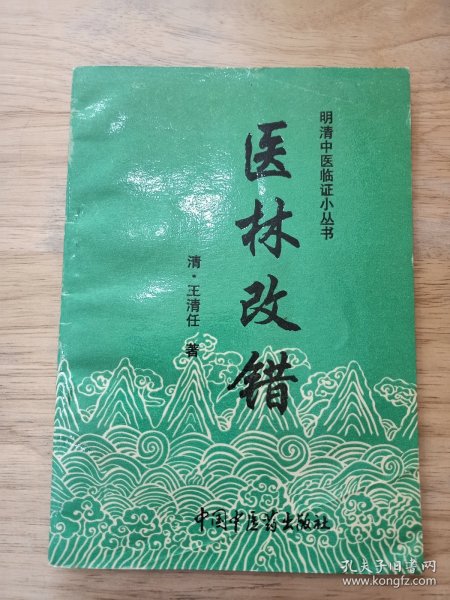 明清中医临证小丛书
医林改错
清·王清任 著
中国中医药出版社
孔夫子旧书网
www.kongfz.com